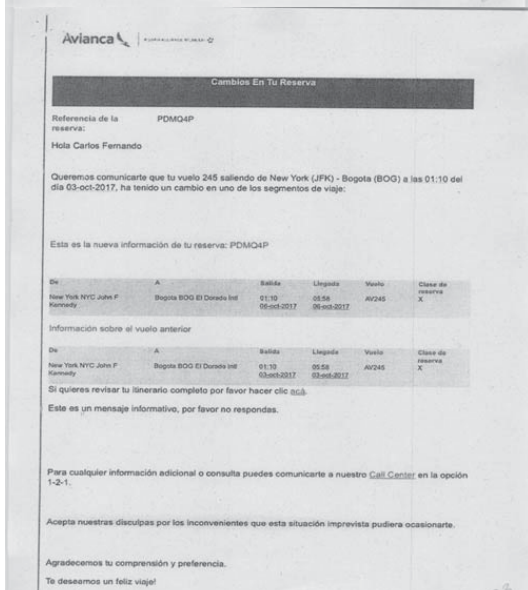 Avianca
Cambios En Tu Reserva
Referencia de la reserva: PDMQ4P
Hola Carlos Fernando
Queremos comunicarte que tu vuelo 245 saliendo de New York (JFK) - Bogota (BOG) a las 01:10 del
día 03-oct-2017, ha tenido un cambio en uno de los segmentos de viaje:
Esta es la nueva información de tu reserva: PDMQ4P
De A Salida Llegada Vuelo Clase de reserva
New York NYC John F Kennedy Bogota BOG El Dorado Intl 01:10 06-oct-2017 05:58 06-oct-2017 AV245 X
Información sobre el vuelo anterior
De A Salida Llegada Vuelo Clase de reserva
New York NYC John F Kennedy Bogota BOG El Dorado Intl 01:10 03-oct-2017 05:58 03-oct-2017 AV245 X
Si quieres revisar tu itinerario completo por favor hacer clic acá.
Este es un mensaje informativo, por favor no respondas.
Para cualquier información adicional o consulta puedes comunicarte a nuestro Call Center en la opción
1-2-1.
Acepta nuestras disculpas por los inconvenientes que esta situación imprevista pudiera ocasionarte.
Agradecemos tu comprensión y preferencia.
Te deseamos un feliz viaje!